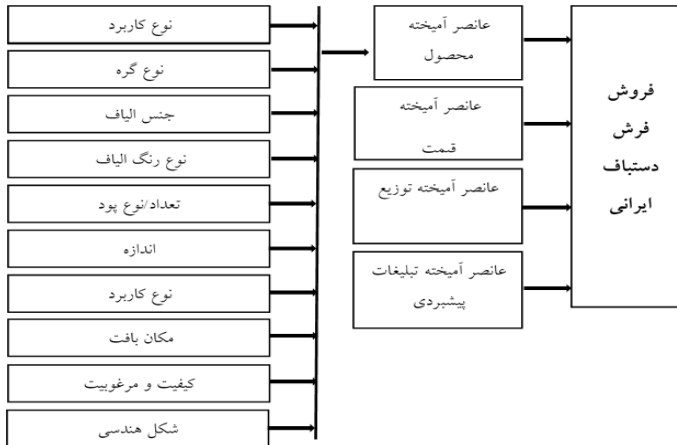 فروش
فرش
دستباف
ایرانی
عانصر آمیخته
محصول
عانصر آمیخته
قمت
عانصر آمیخته توزیع
عانصر آمیخته تبلیغات
پیشبردی
نوع کاربرد
نوع گره
جنس الیاف
نوع رنگ الیاف
تعداد/نوع پود
اندازه
نوع کاربرد
مکان بافت
کیفیت و مرغوبیت
شکل هندسی